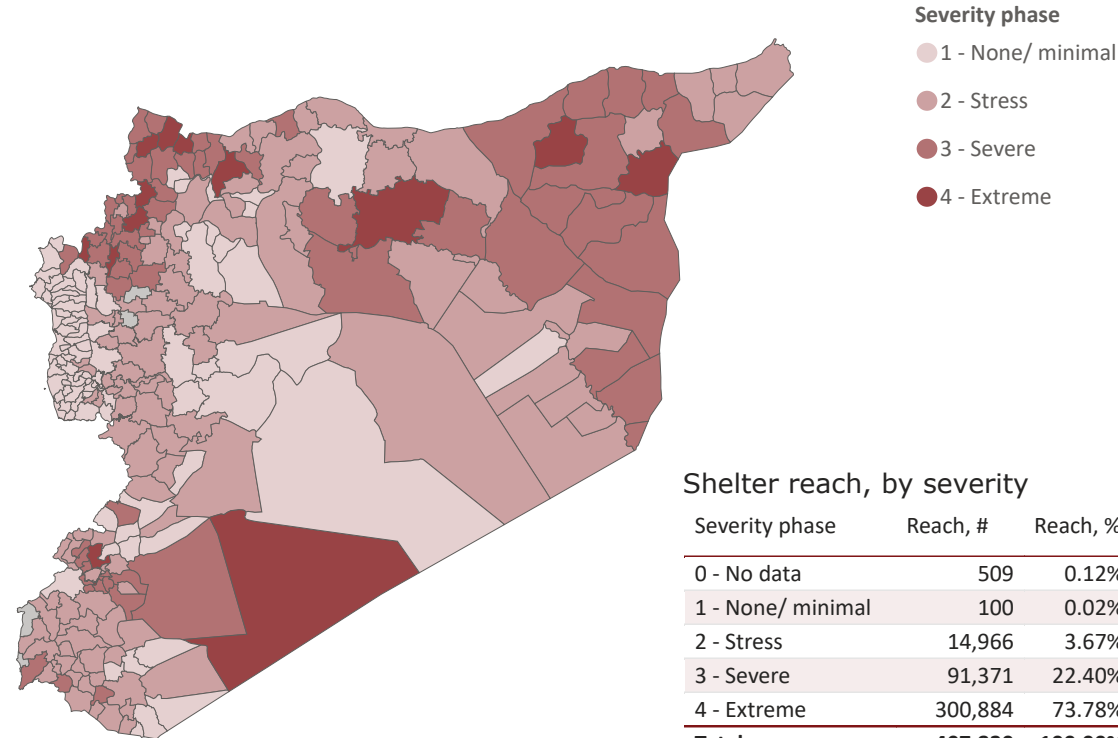 Severity phase
1 - None/ minimal
2 - Stress
3 - Severe
4 - Extreme
Shelter reach, by severity
Severity phase Reach, # Reach, %
0 - No data 509 0.12%
1 - None/ minimal 100 0.02%
2 - Stress 14,966 3.67%
3 - Severe 91,371 22.40%
4 - Extreme 300,884 73.78%